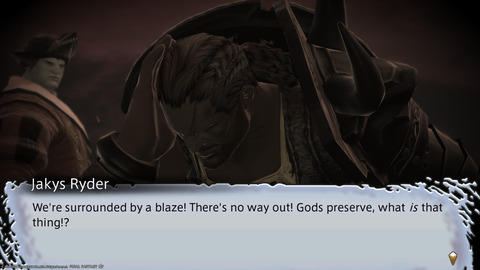 Jakys Ryder
We're surrounded by a blaze! There's no way out! Gods preserve, what is that
thing!?